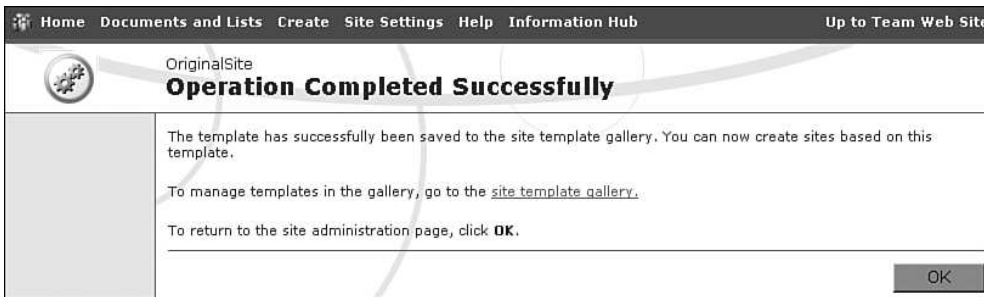 Home Documents and Lists Create Site Settings Help Information Hub Up to Team Web Site
OriginalSite
Operation Completed Successfully
The template has successfully been saved to the site template gallery. You can now create sites based on this
template.
To manage templates in the gallery, go to the site template gallery.
To return to the site administration page, click OK.
OK